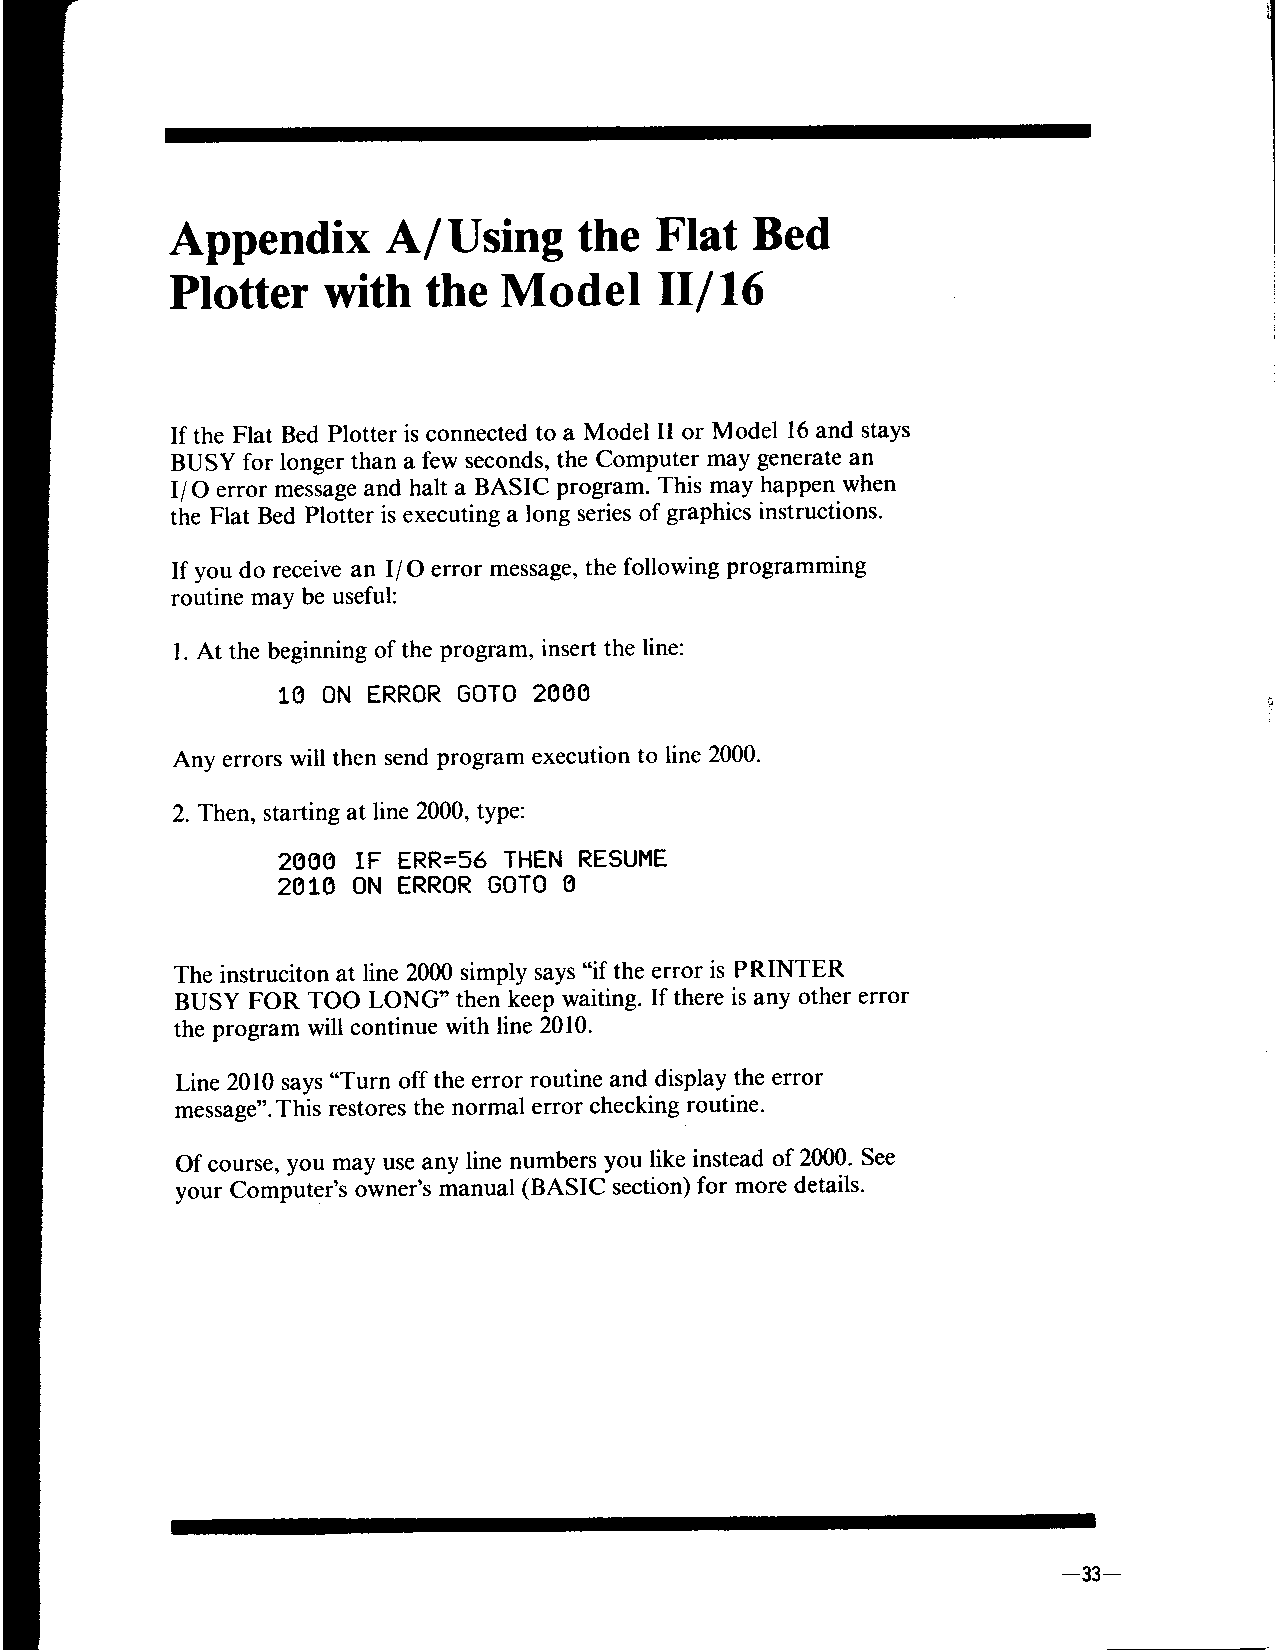 Appendix A/Using the Flat Bed
Plotter with the Model II/16
If the Flat Bed Plotter is connected to a Model II or Model 16 and stays
BUSY for longer than a few seconds, the Computer may generate an
I/O error message and halt a BASIC program. This may happen when
the Flat Bed Plotter is executing a long series of graphics instructions.
If you do receive an I/O error message, the following programming
routine may be useful:
1. At the beginning of the program, insert the line:
10 ON ERROR GOTO 2000
Any errors will then send program execution to line 2000.
2. Then, starting at line 2000, type:
2000 IF ERR=56 THEN RESUME
2010 ON ERROR GOTO 0
The instruciton at line 2000 simply says “if the error is PRINTER
BUSY FOR TOO LONG” then keep waiting. If there is any other error
the program will continue with line 2010.
Line 2010 says “Turn off the error routine and display the error
message”. This restores the normal error checking routine.
Of course, you may use any line numbers you like instead of 2000. See
your Computer’s owner’s manual (BASIC section) for more details.
—33—